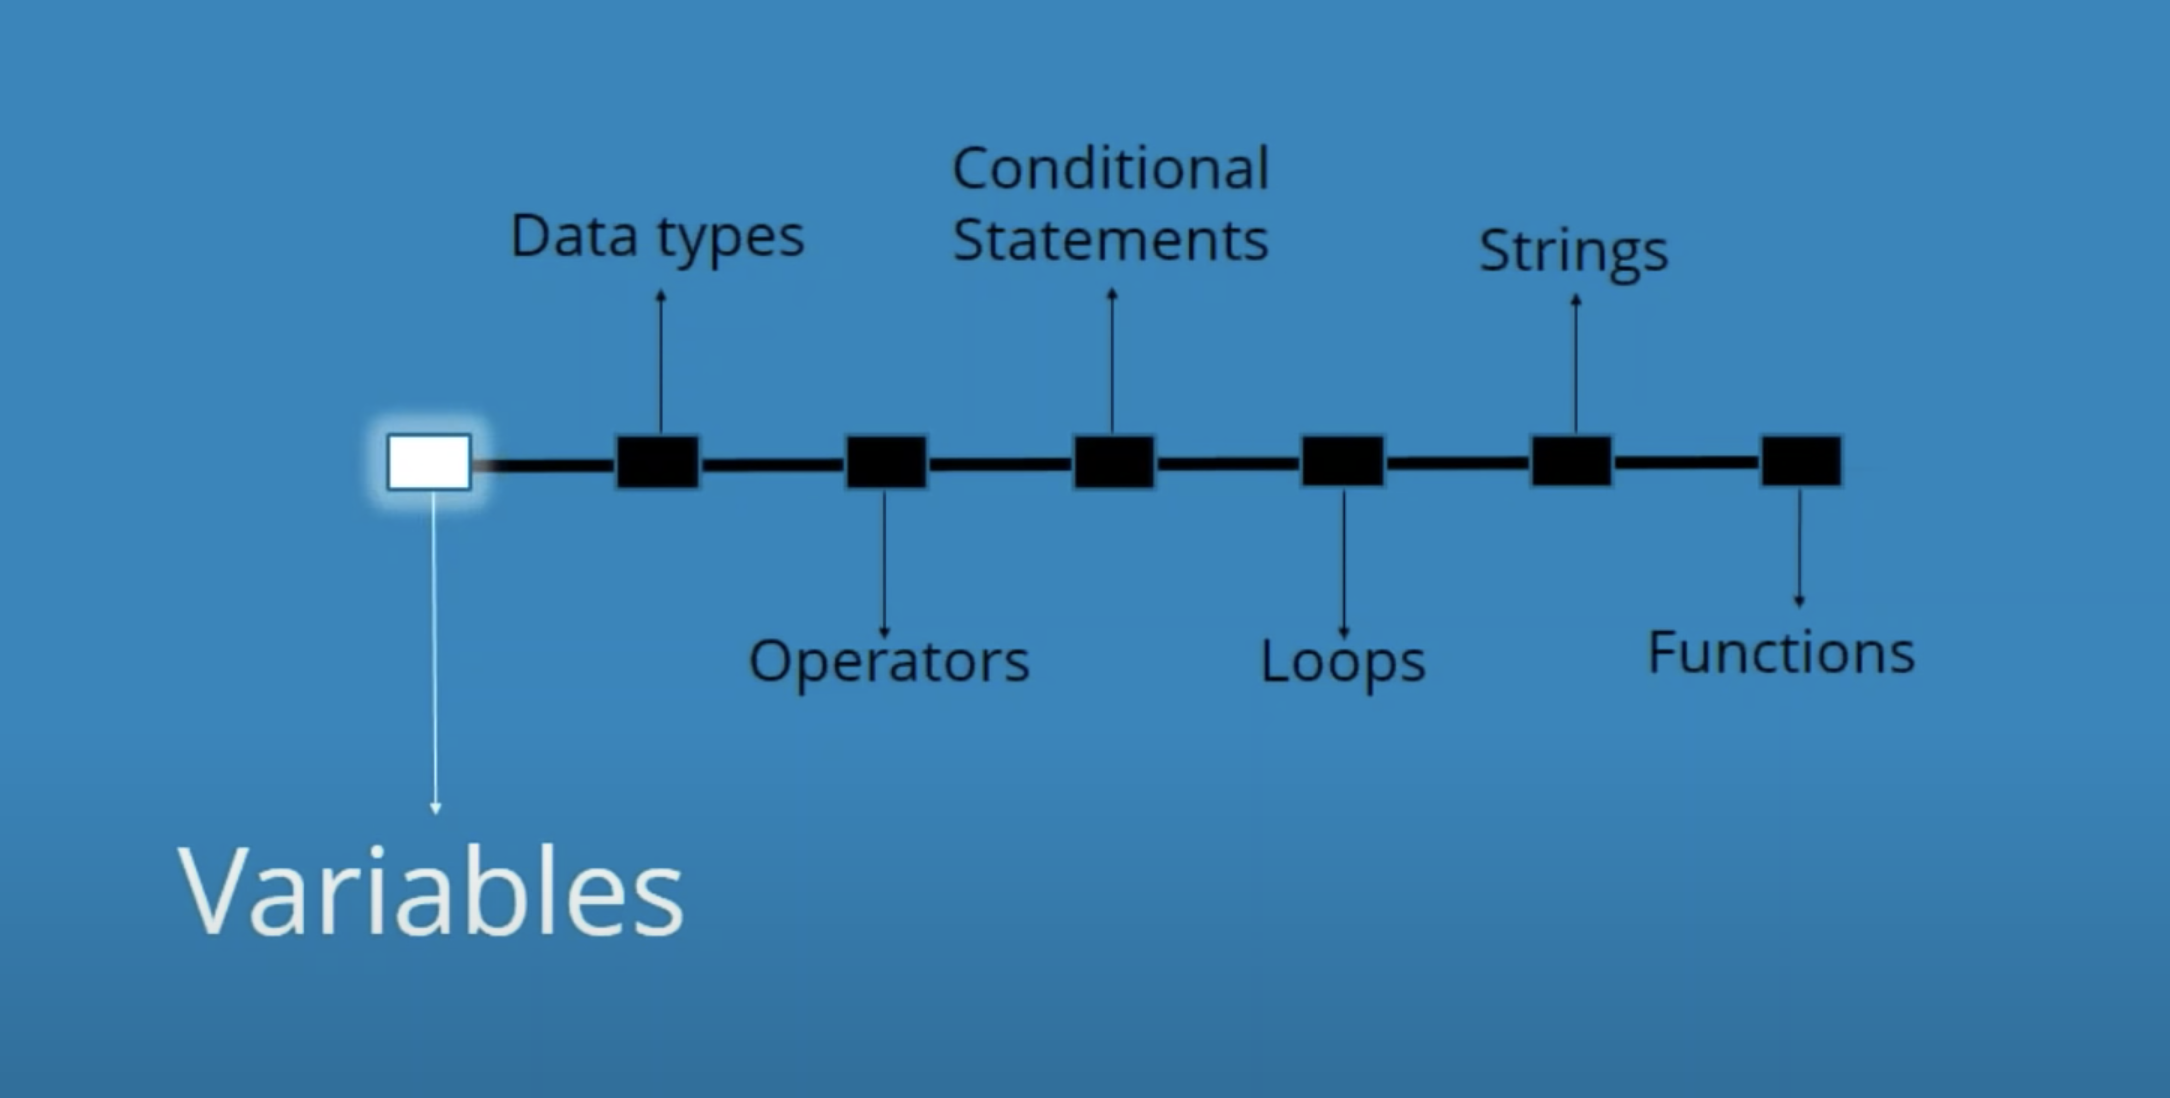 Conditional
Statements
Data types
Strings
Operators
Loops
Functions
Variables